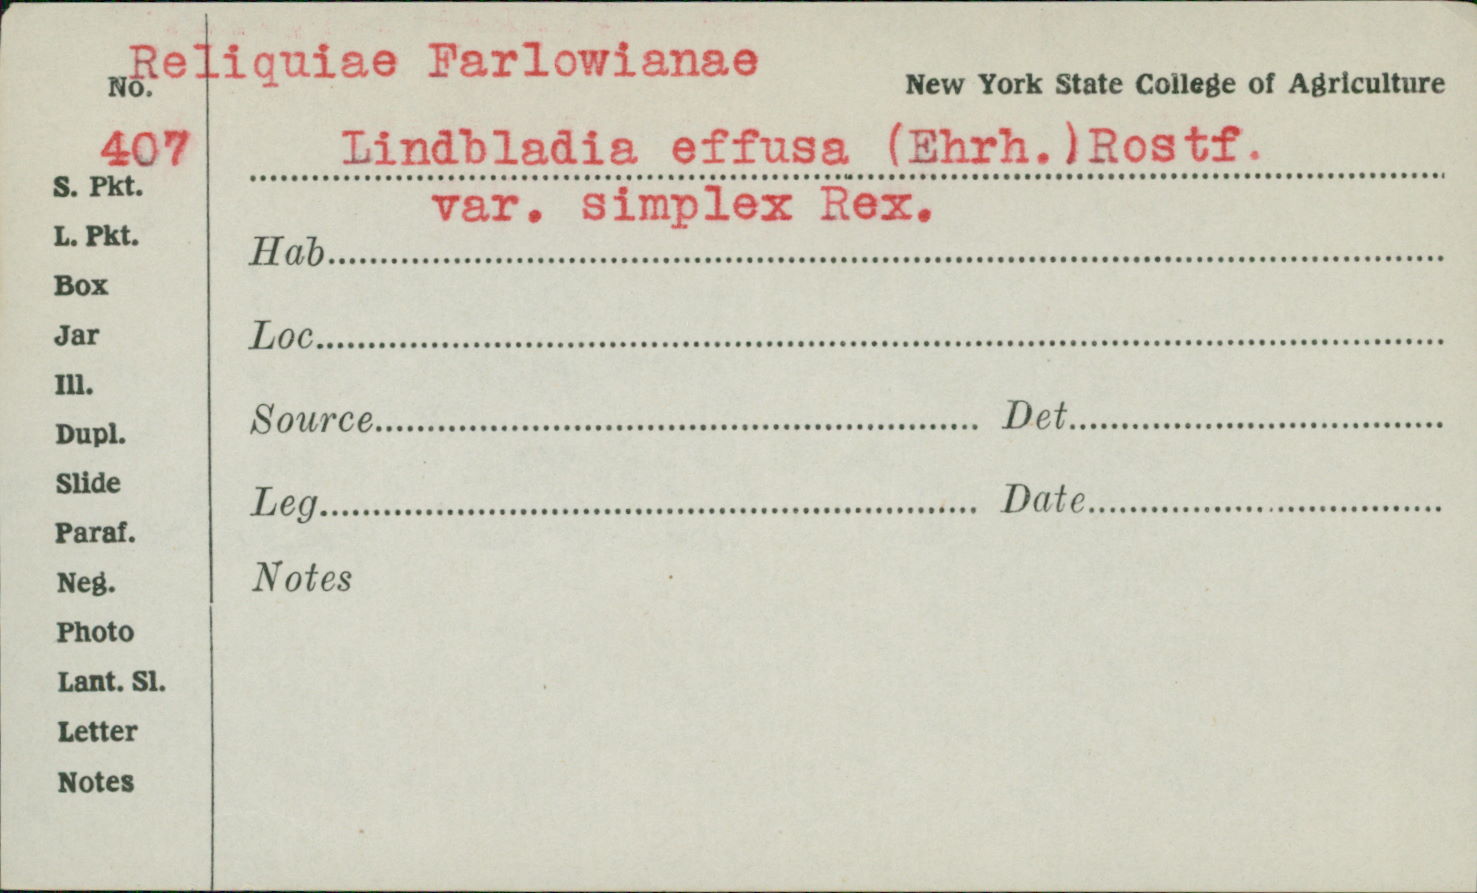 Reliquiae Farlowianae
No.
New York State College of Agriculture
407
Lindbladia effusa (Ehrh.)Rostf.
S. Pkt.
var. simplex Rex.
L. Pkt.
Hab
Box
Jar
Loc
Ill.
Dupl.
Source
Det
Slide
Leg
Date
Paraf.
Neg.
Notes
Photo
Lant. Sl.
Letter
Notes